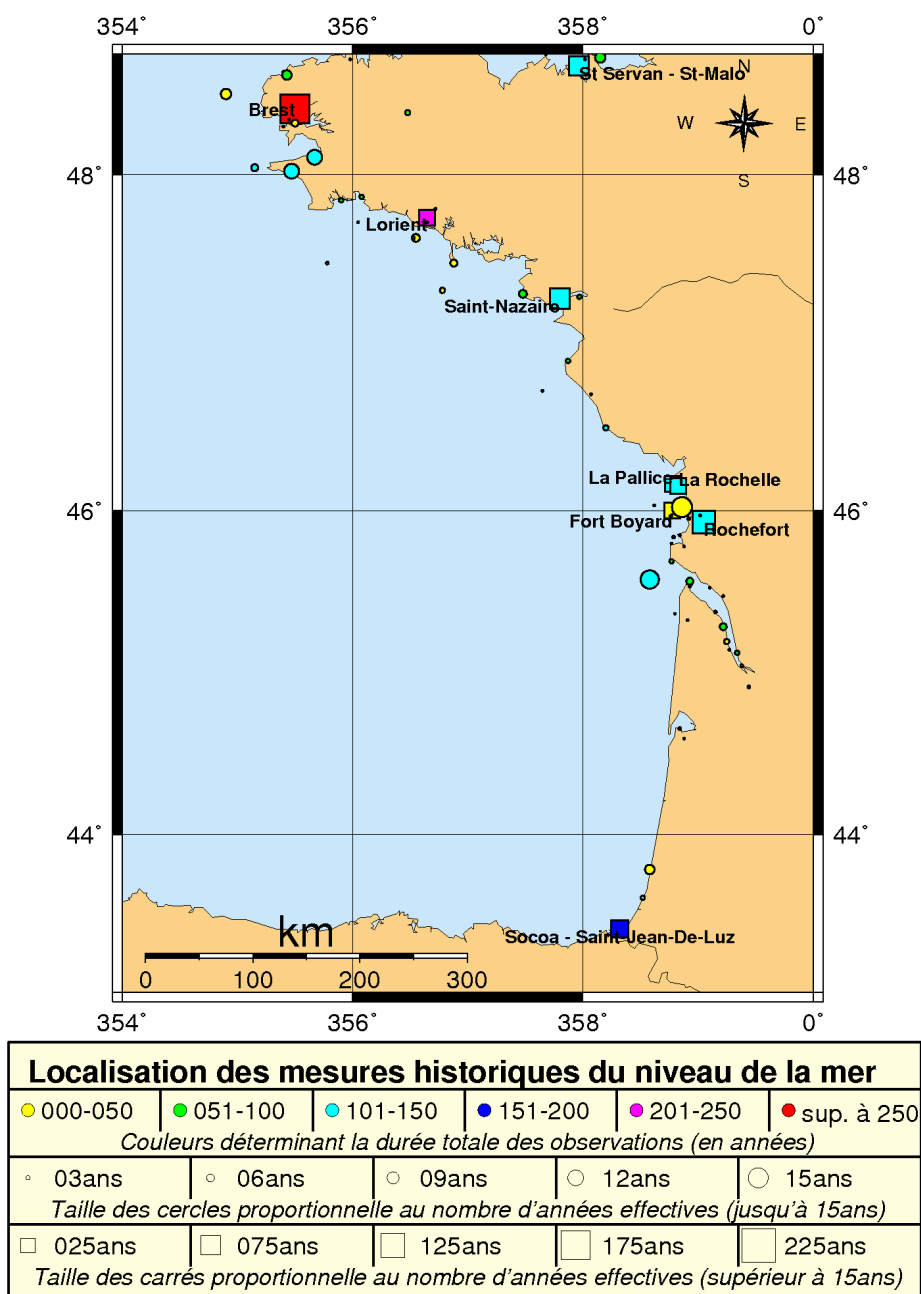 354° 356° 358° 0°
N
St Servan - St-Malo
Brest
W E
S
48° 48°
Lorient
Saint-Nazaire
La Pallice La Rochelle
46° 46°
Fort Boyard Rochefort
44° 44°
km
Socoa - Saint-Jean-De-Luz
0 100 200 300
354° 356° 358° 0°
Localisation des mesures historiques du niveau de la mer
000-050 051-100 101-150 151-200 201-250 sup. à 250
Couleurs déterminant la durée totale des observations (en années)
03ans 06ans 09ans 12ans 15ans
Taille des cercles proportionnelle au nombre d'années effectives (jusqu'à 15ans)
025ans 075ans 125ans 175ans 225ans
Taille des carrés proportionnelle au nombre d'années effectives (supérieur à 15ans)